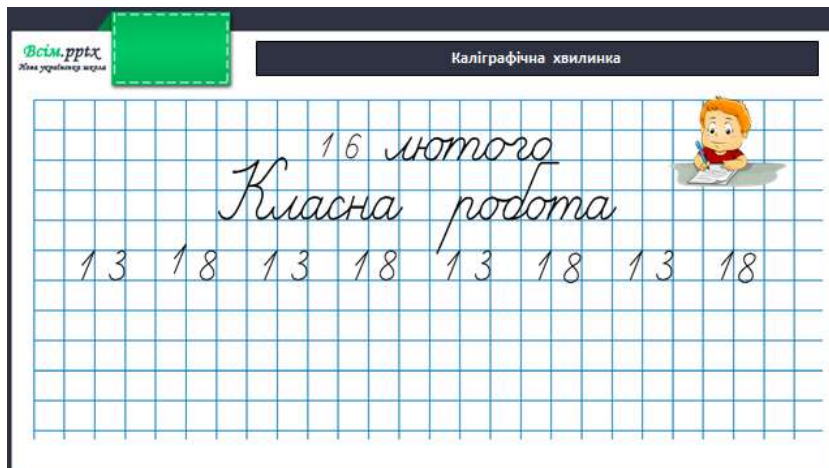 Всім.pptx
Нова українська школа
Каліграфічна хвилинка
16 лютого
Класна робота
13 18 13 18 13 18 13 18